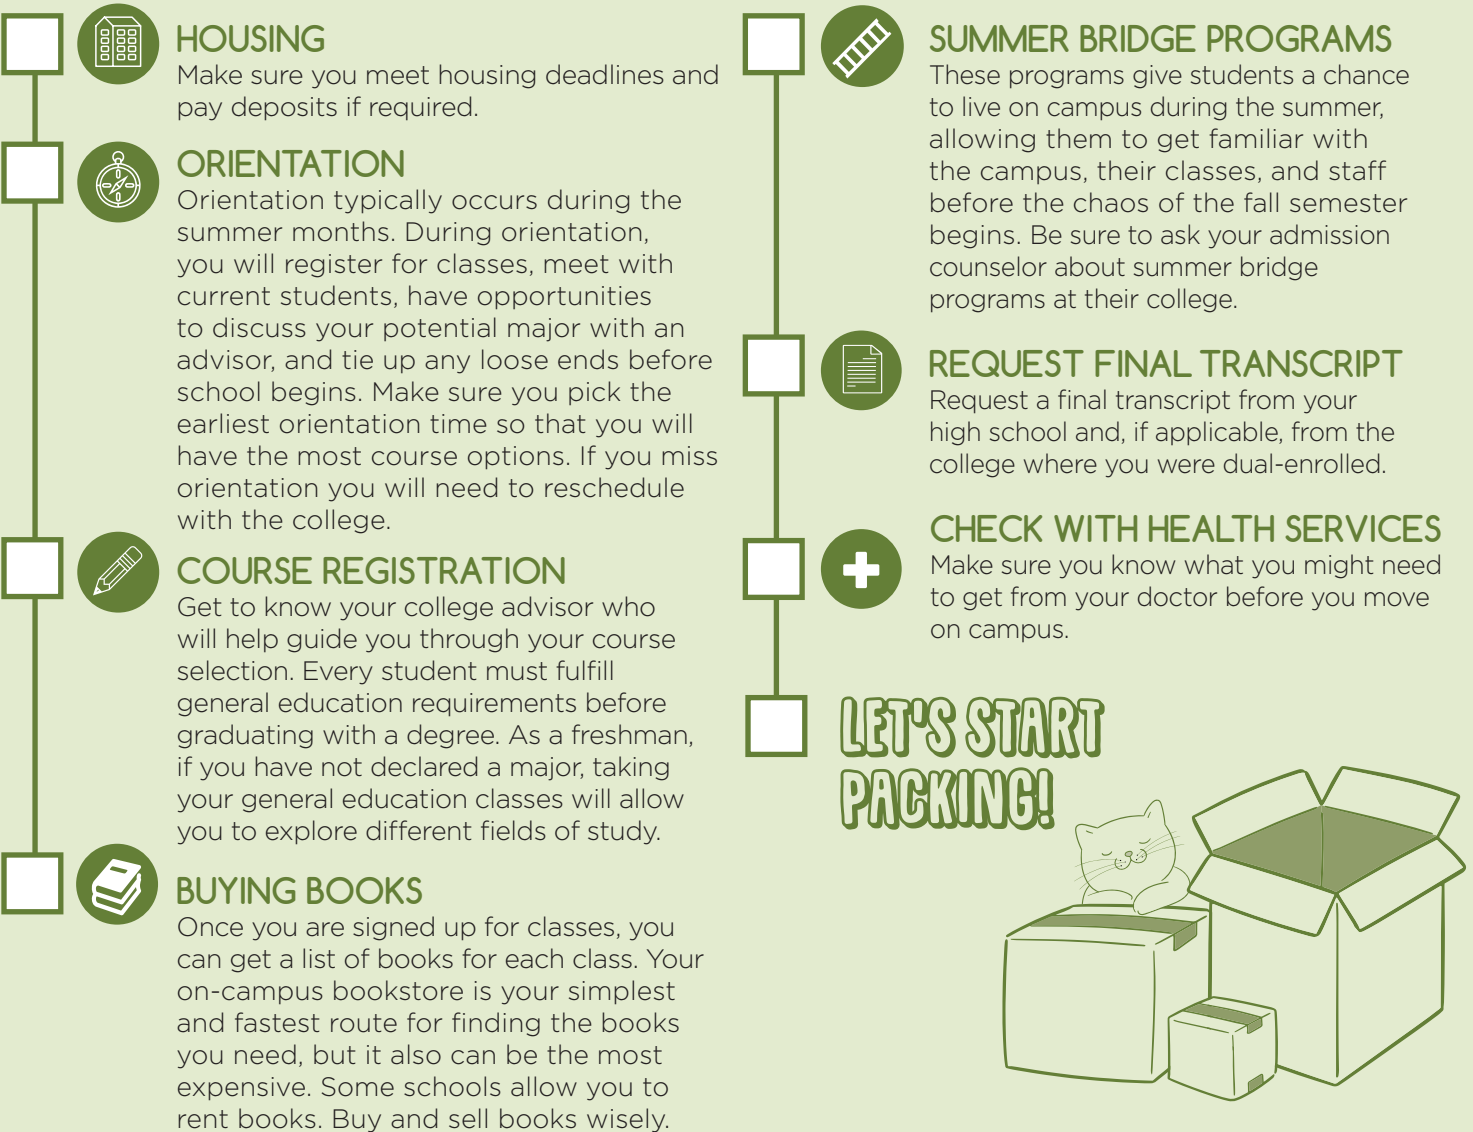 HOUSING
Make sure you meet housing deadlines and
pay deposits if required.
ORIENTATION
Orientation typically occurs during the
summer months. During orientation,
you will register for classes, meet with
current students, have opportunities
to discuss your potential major with an
advisor, and tie up any loose ends before
school begins. Make sure you pick the
earliest orientation time so that you will
have the most course options. If you miss
orientation you will need to reschedule
with the college.
COURSE REGISTRATION
Get to know your college advisor who
will help guide you through your course
selection. Every student must fulfill
general education requirements before
graduating with a degree. As a freshman,
if you have not declared a major, taking
your general education classes will allow
you to explore different fields of study.
BUYING BOOKS
Once you are signed up for classes, you
can get a list of books for each class. Your
on-campus bookstore is your simplest
and fastest route for finding the books
you need, but it also can be the most
expensive. Some schools allow you to
rent books. Buy and sell books wisely.
SUMMER BRIDGE PROGRAMS
These programs give students a chance
to live on campus during the summer,
allowing them to get familiar with
the campus, their classes, and staff
before the chaos of the fall semester
begins. Be sure to ask your admission
counselor about summer bridge
programs at their college.
REQUEST FINAL TRANSCRIPT
Request a final transcript from your
high school and, if applicable, from the
college where you were dual-enrolled.
CHECK WITH HEALTH SERVICES
Make sure you know what you might need
to get from your doctor before you move
on campus.
LET'S START
PACKING!